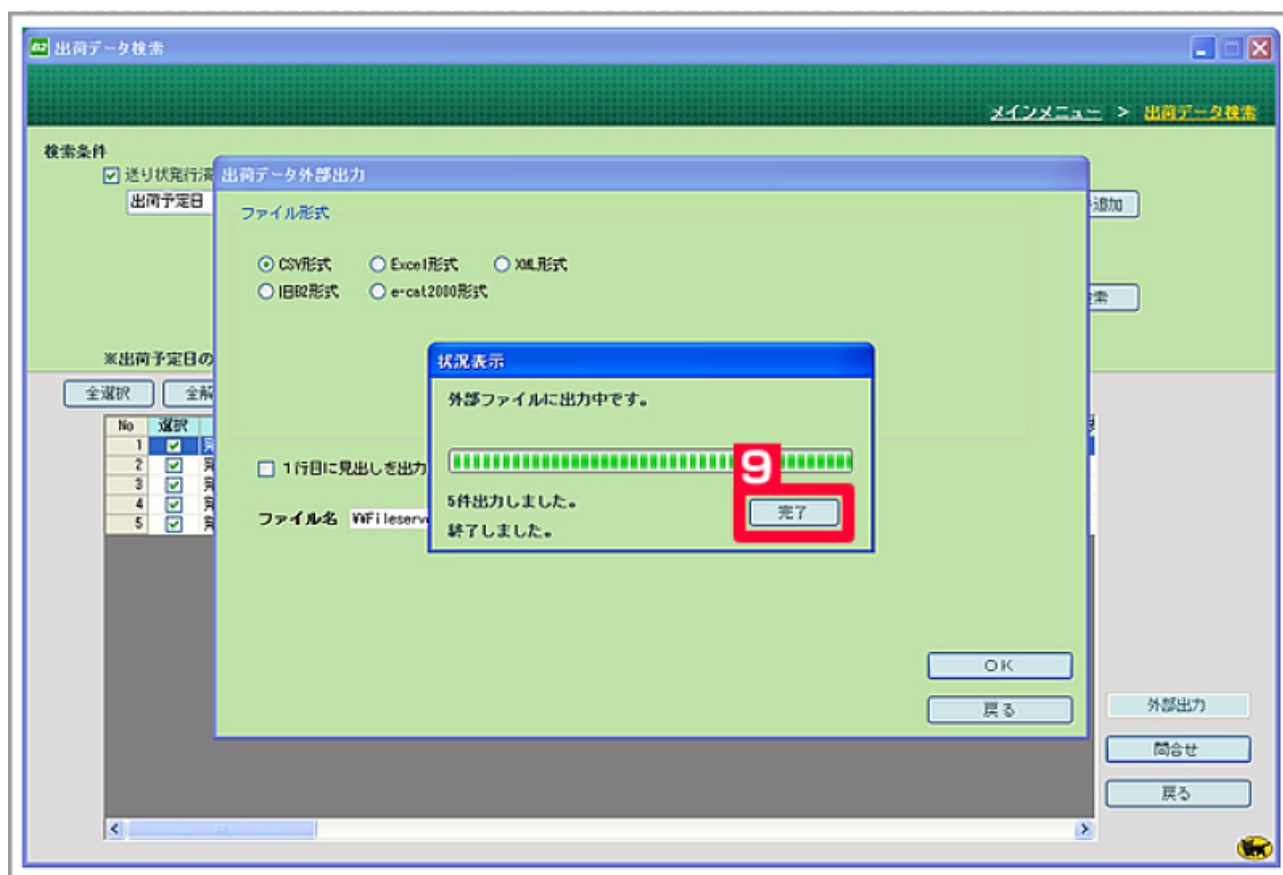 B2 出荷データ検索
メインメニュー > 出荷データ検索
検索条件
送り状発行済
出荷予定日
追加
索
※出荷予定日の
全選択 全解
No 選択
1
2
3
4
5
出荷データ外部出力
ファイル形式
CSV形式 Excel形式 XML形式
旧B2形式 e-cat2000形式
1行目に見出しを出力
ファイル名 ¥¥Fileserv
状況表示
外部ファイルに出力中です。
9
5件出力しました。
完了
終了しました。
OK
戻る
外部出力
問合せ
戻る